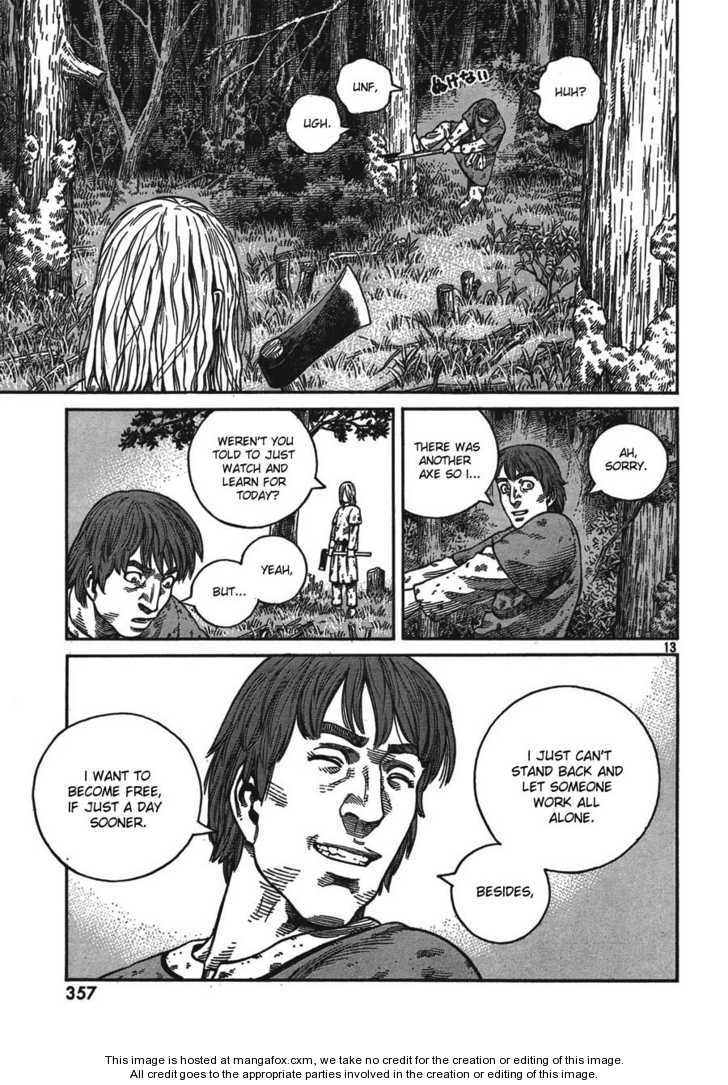 HUH?
ぬけない
UNF,
UGH.
AH,
SORRY.
THERE WAS
ANOTHER
AXE SO I...
WEREN'T YOU
TOLD TO JUST
WATCH AND
LEARN FOR
TODAY?
YEAH,
BUT...
13
I JUST CAN'T
STAND BACK AND
LET SOMEONE
WORK ALL
ALONE.
BESIDES,
I WANT TO
BECOME FREE,
IF JUST A DAY
SOONER.
357
This image is hosted at mangafox.cxm, we take no credit for the creation or editing of this image.
All credit goes to the appropriate parties involved in the creation or editing of this image.